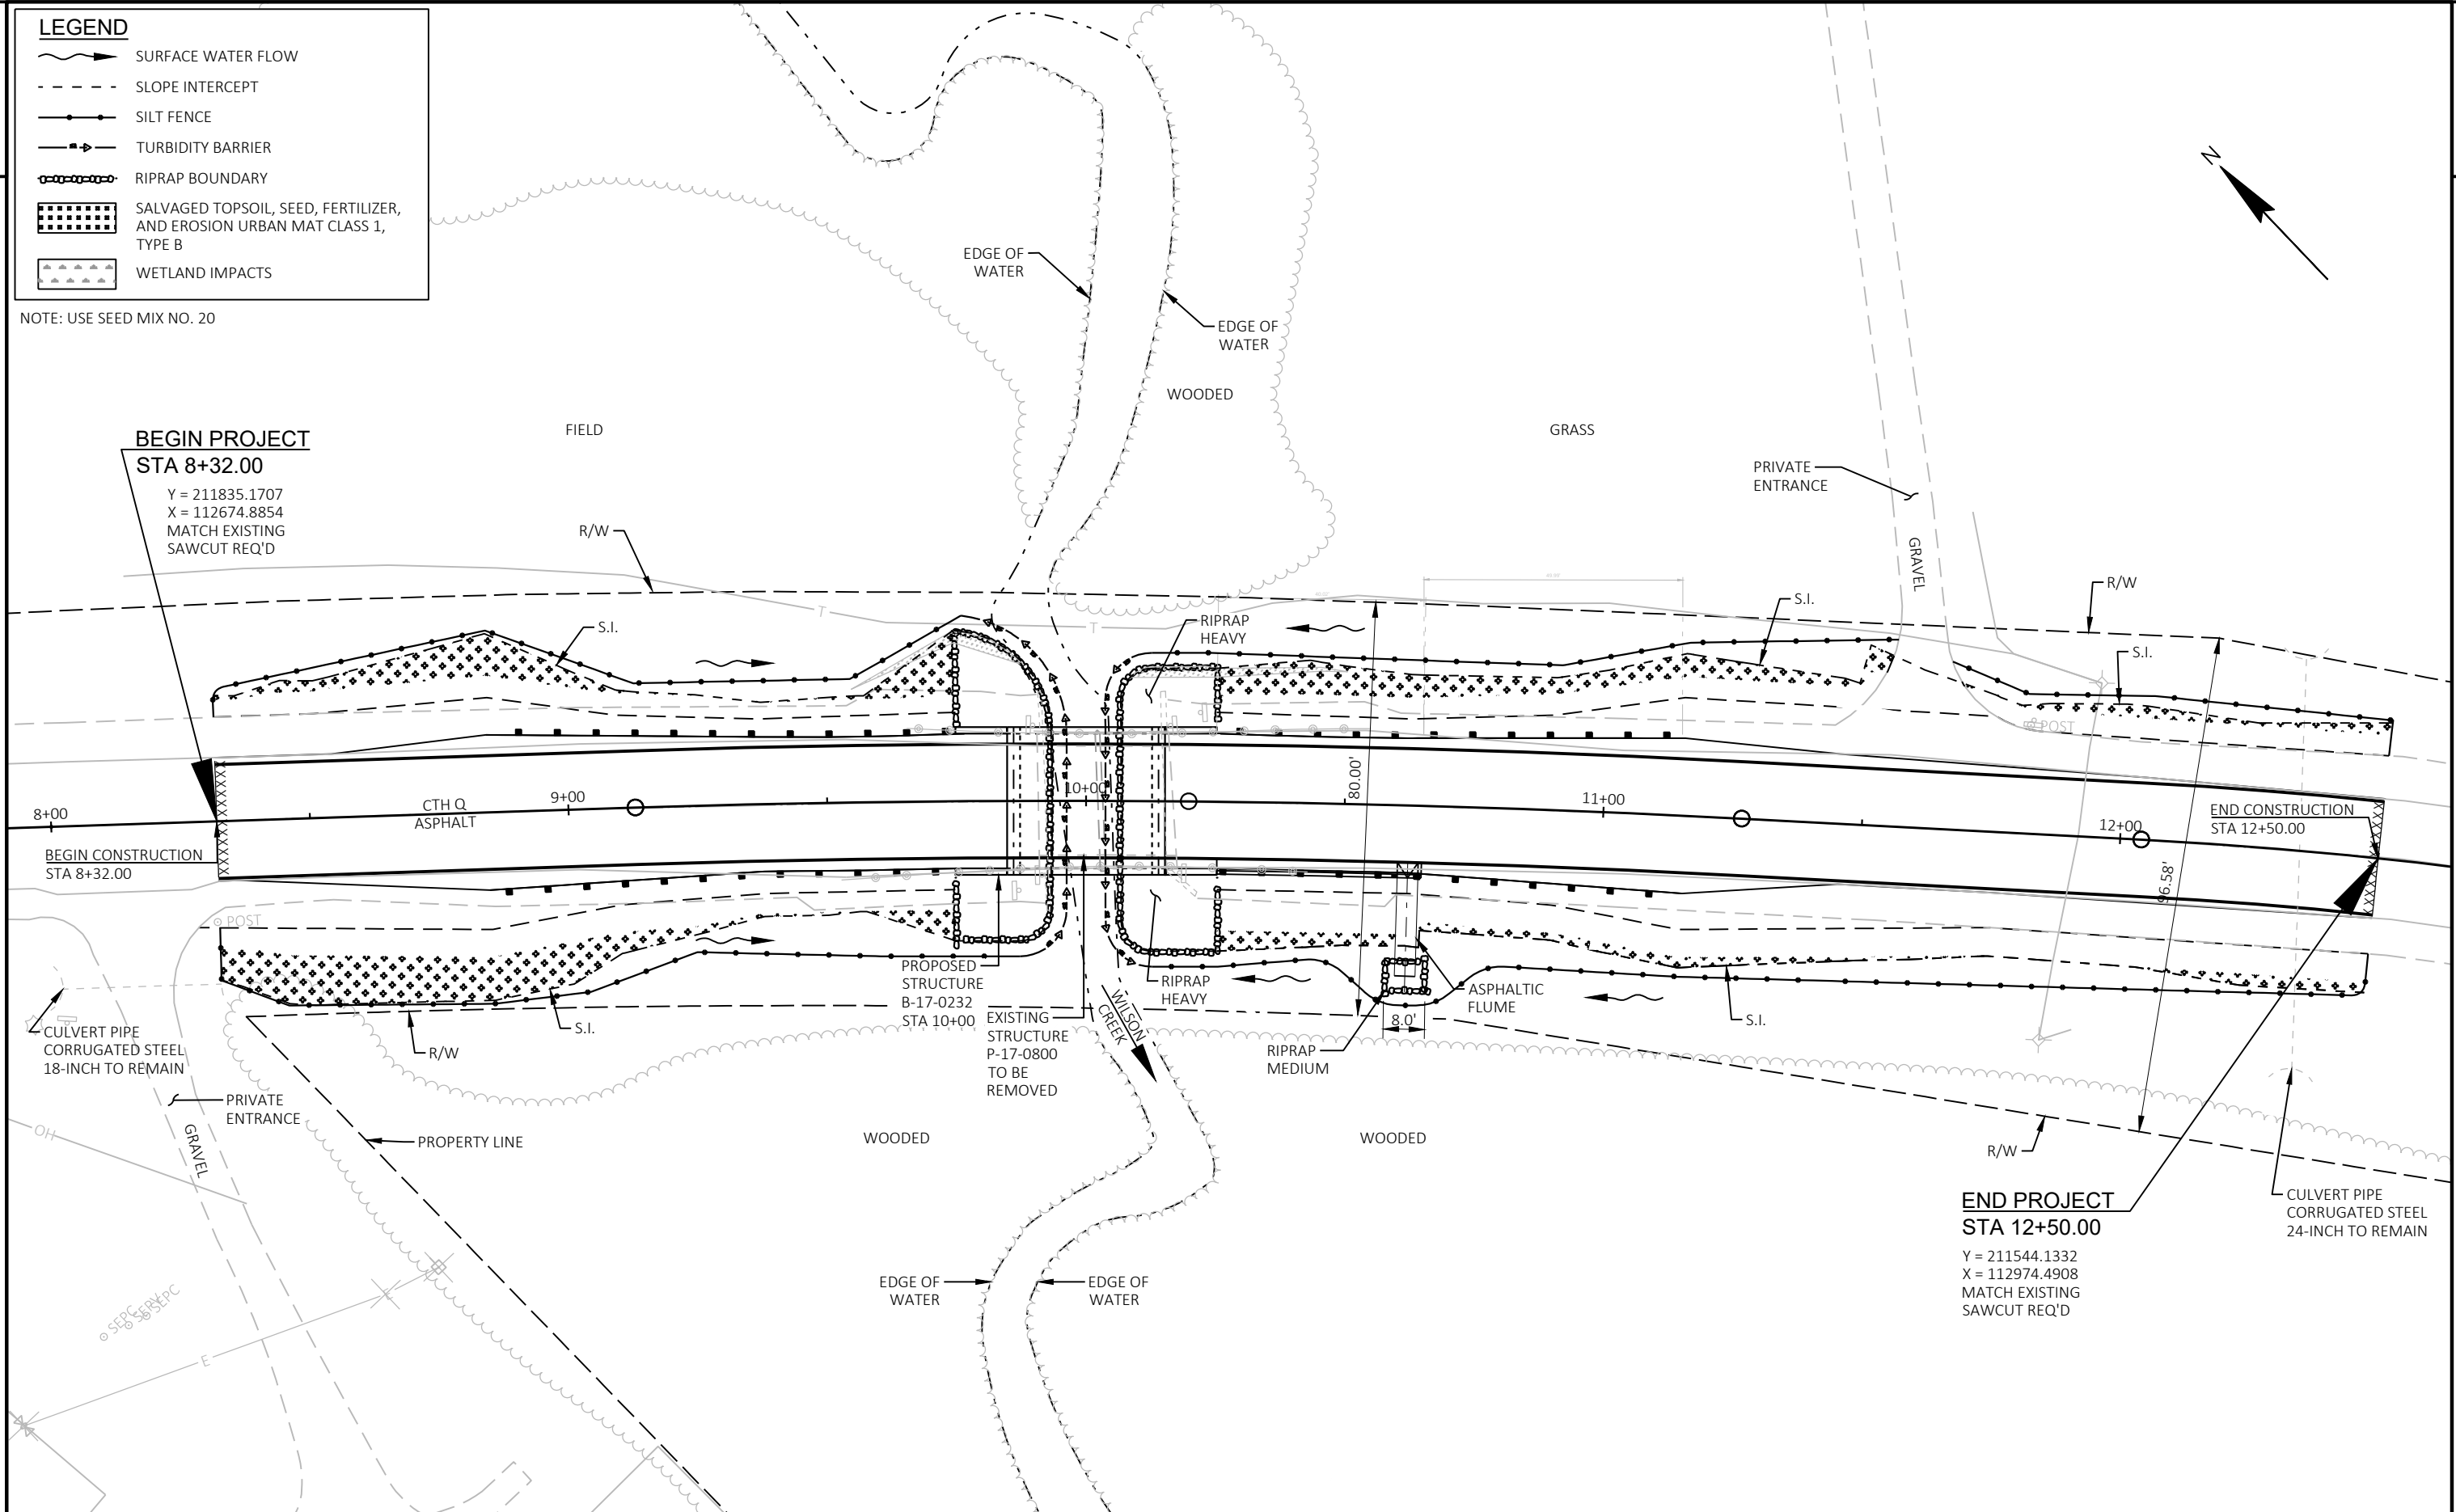 LEGEND
SURFACE WATER FLOW
SLOPE INTERCEPT
SILT FENCE
TURBIDITY BARRIER
RIPRAP BOUNDARY
SALVAGED TOPSOIL, SEED, FERTILIZER,
AND EROSION URBAN MAT CLASS 1,
TYPE B
WETLAND IMPACTS
NOTE: USE SEED MIX NO. 20
N
EDGE OF
WATER
EDGE OF
WATER
WOODED
FIELD
GRASS
BEGIN PROJECT
STA 8+32.00
Y = 211835.1707
X = 112674.8854
MATCH EXISTING
SAWCUT REQ'D
PRIVATE
ENTRANCE
GRAVEL
R/W
R/W
S.I.
T
T
RIPRAP
HEAVY
S.I.
S.I.
POST
80.00'
8+00
CTH Q
ASPHALT
9+00
10+00
11+00
12+00
END CONSTRUCTION
STA 12+50.00
BEGIN CONSTRUCTION
STA 8+32.00
96.58'
POST
PROPOSED
STRUCTURE
B-17-0232
STA 10+00
EXISTING
STRUCTURE
P-17-0800
TO BE
REMOVED
WILSON
CREEK
RIPRAP
HEAVY
ASPHALTIC
FLUME
8.0'
RIPRAP
MEDIUM
S.I.
S.I.
R/W
CULVERT PIPE
CORRUGATED STEEL
18-INCH TO REMAIN
PRIVATE
ENTRANCE
GRAVEL
OH
PROPERTY LINE
WOODED
WOODED
R/W
END PROJECT
STA 12+50.00
Y = 211544.1332
X = 112974.4908
MATCH EXISTING
SAWCUT REQ'D
CULVERT PIPE
CORRUGATED STEEL
24-INCH TO REMAIN
EDGE OF
WATER
EDGE OF
WATER
SEPC
SERV
SEPC
E